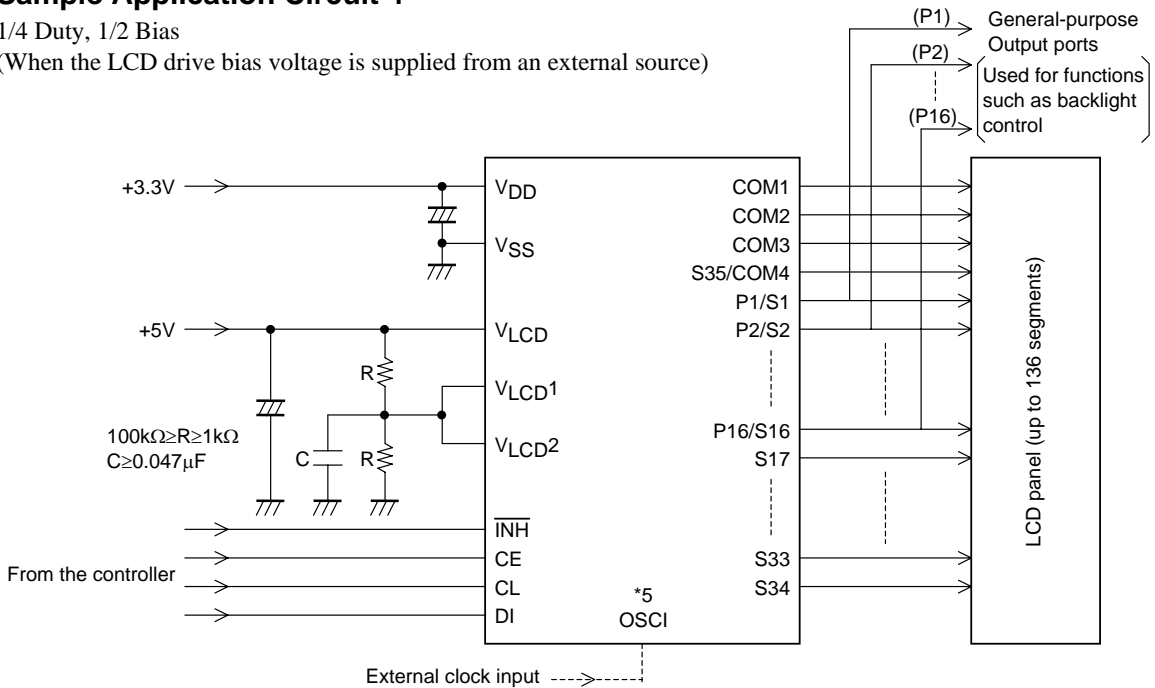 1/4 Duty, 1/2 Bias
(When the LCD drive bias voltage is supplied from an external source)
(P1)
General-purpose
Output ports
(P2)
Used for functions
such as backlight
control
(P16)
+3.3V
VDD
VSS
+5V
VLCD
R
VLCD1
VLCD2
100kΩ≥R≥1kΩ
C≥0.047μF
C
R
INH
CE
CL
DI
From the controller
*5
OSCI
External clock input
COM1
COM2
COM3
S35/COM4
P1/S1
P2/S2
P16/S16
S17
S33
S34
LCD panel (up to 136 segments)